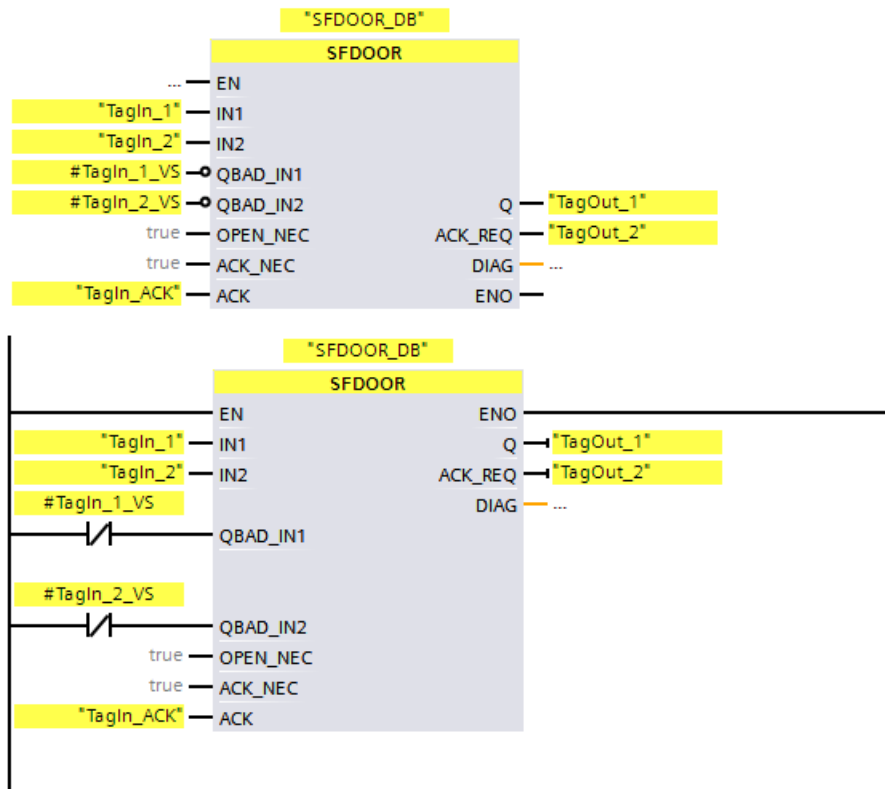 "SFDOOR_DB"
SFDOOR
... EN
"TagIn_1" IN1
"TagIn_2" IN2
#TagIn_1_VS QBAD_IN1
#TagIn_2_VS QBAD_IN2 Q "TagOut_1"
true OPEN_NEC ACK_REQ "TagOut_2"
true ACK_NEC DIAG ...
"TagIn_ACK" ACK ENO
"SFDOOR_DB"
SFDOOR
EN ENO
"TagIn_1" IN1 Q "TagOut_1"
"TagIn_2" IN2 ACK_REQ "TagOut_2"
#TagIn_1_VS DIAG ...
QBAD_IN1
#TagIn_2_VS
QBAD_IN2
true OPEN_NEC
true ACK_NEC
"TagIn_ACK" ACK